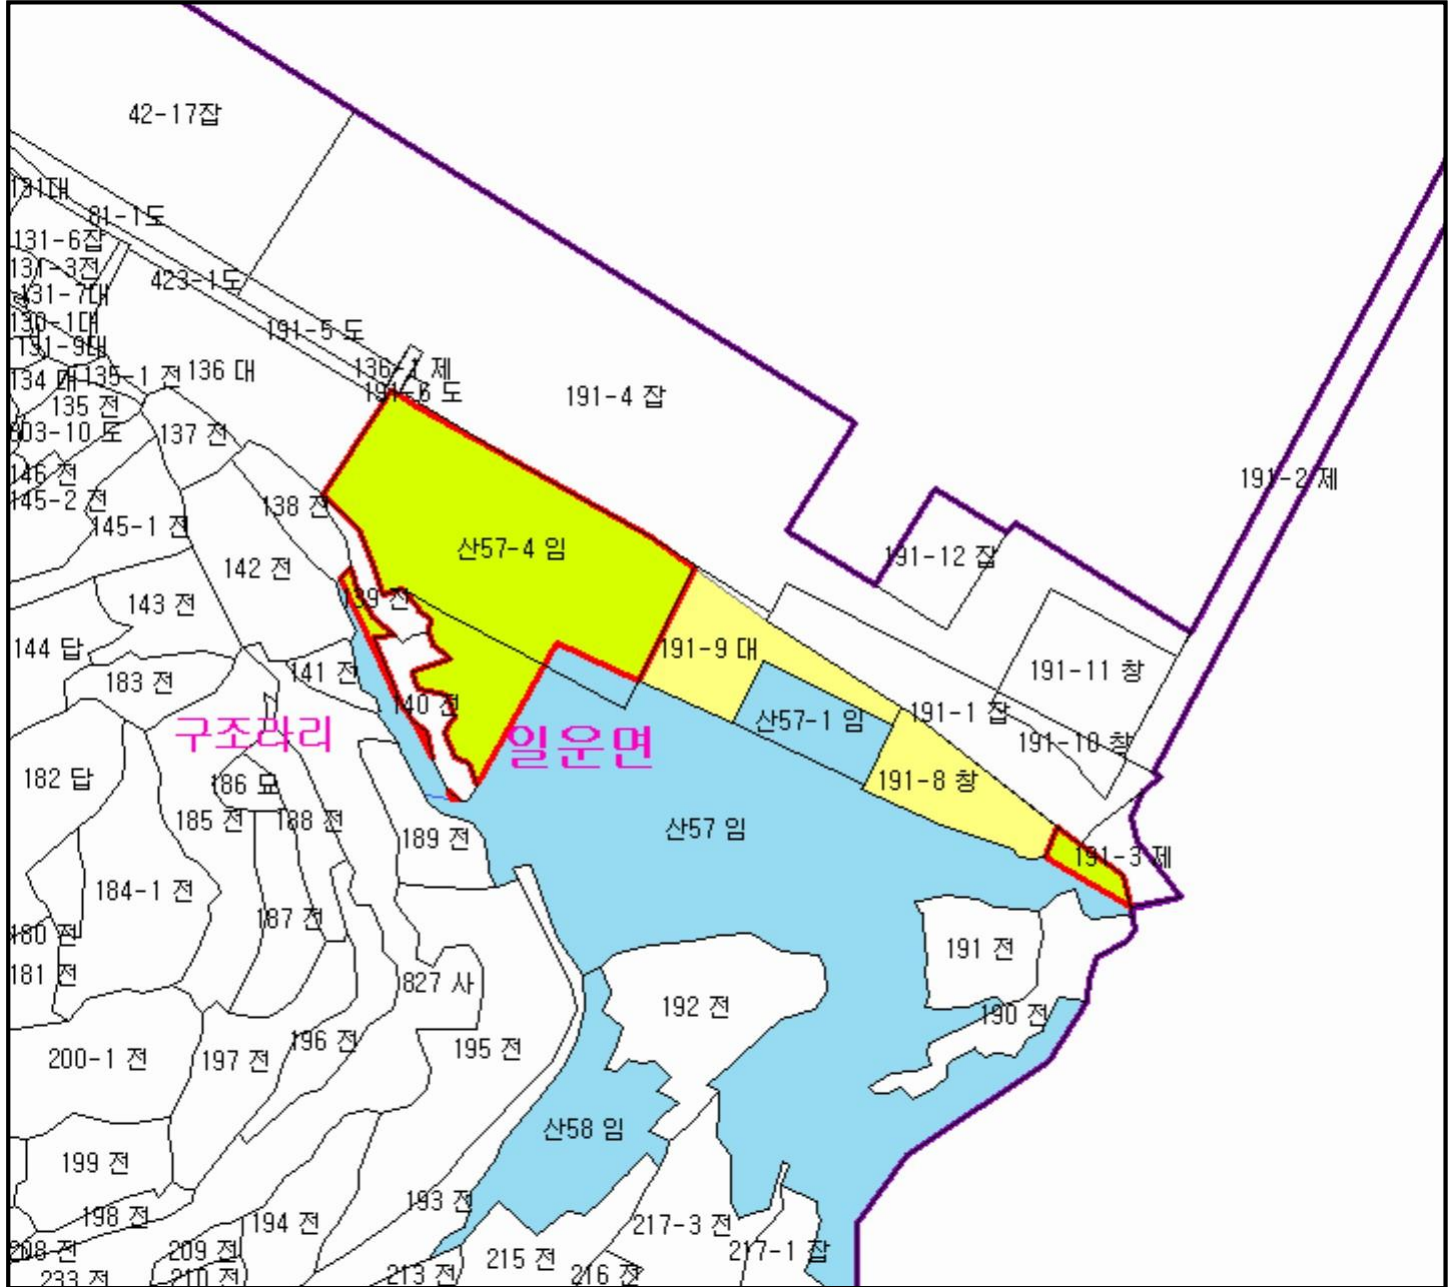 42-17잡
131대
81-1도
131-6잡
131-3전
423-1도
131-7대
130-1대
191-5 도
131-9대
136-1 제
134 대
135-1 전
136 대
191-6 도
191-4 잡
135 전
803-10 도
137 전
146 전
191-2 제
145-2 전
138 전
145-1 전
산57-4 임
191-12 잡
142 전
139 전
143 전
144 답
191-9 대
141 전
191-11 창
183 전
140 전
191-1 잡
산57-1 임
구조라리
일운면
191-10 창
182 답
186 묘
191-8 창
185 전
188 전
산57 임
189 전
191-3 제
184-1 전
187 전
180 전
191 전
181 전
827 사
192 전
190 전
196 전
195 전
200-1 전
197 전
산58 임
199 전
193 전
198 전
194 전
217-3 전
208 전
209 전
215 전
217-1 잡
233 전
210 전
213 전
216 전